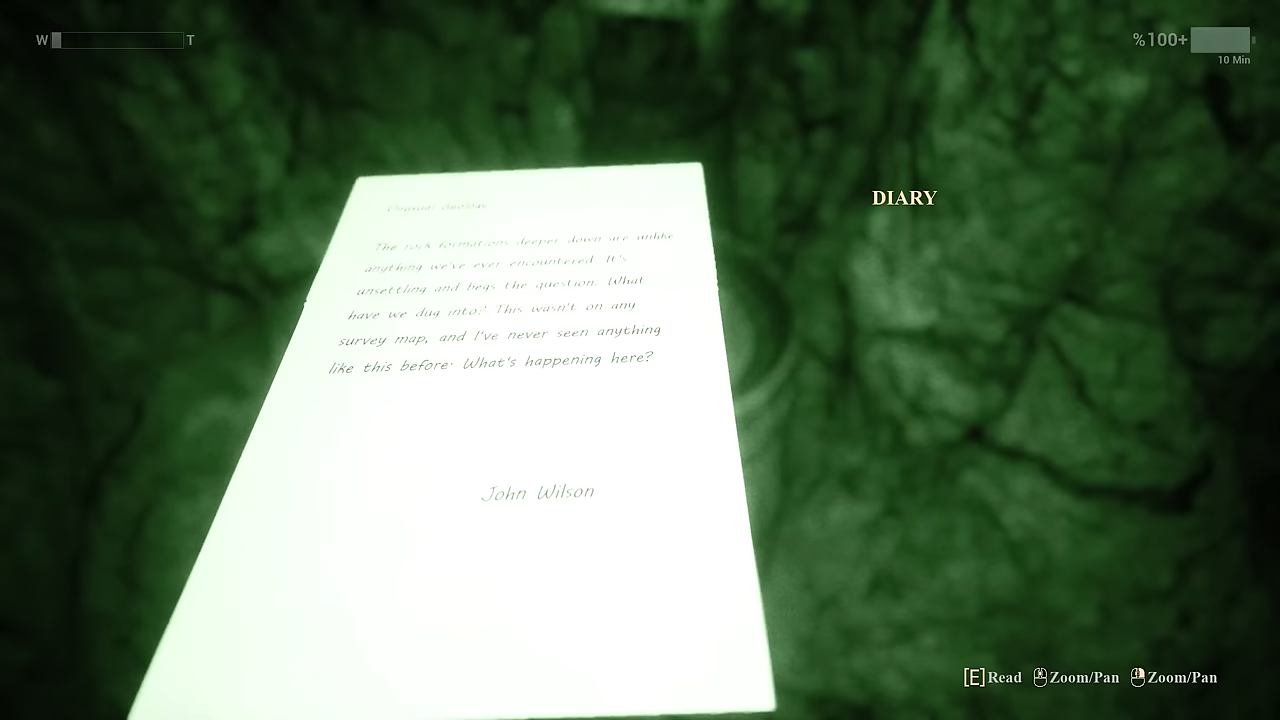 W T
%100+
10 Min
DIARY
Unusual Geology
The rock formations deeper down are unlike
anything we've ever encountered. It's
unsettling and begs the question: What
have we dug into? This wasn't on any
survey map, and I've never seen anything
like this before. What's happening here?
John Wilson
[E] Read Zoom/Pan Zoom/Pan